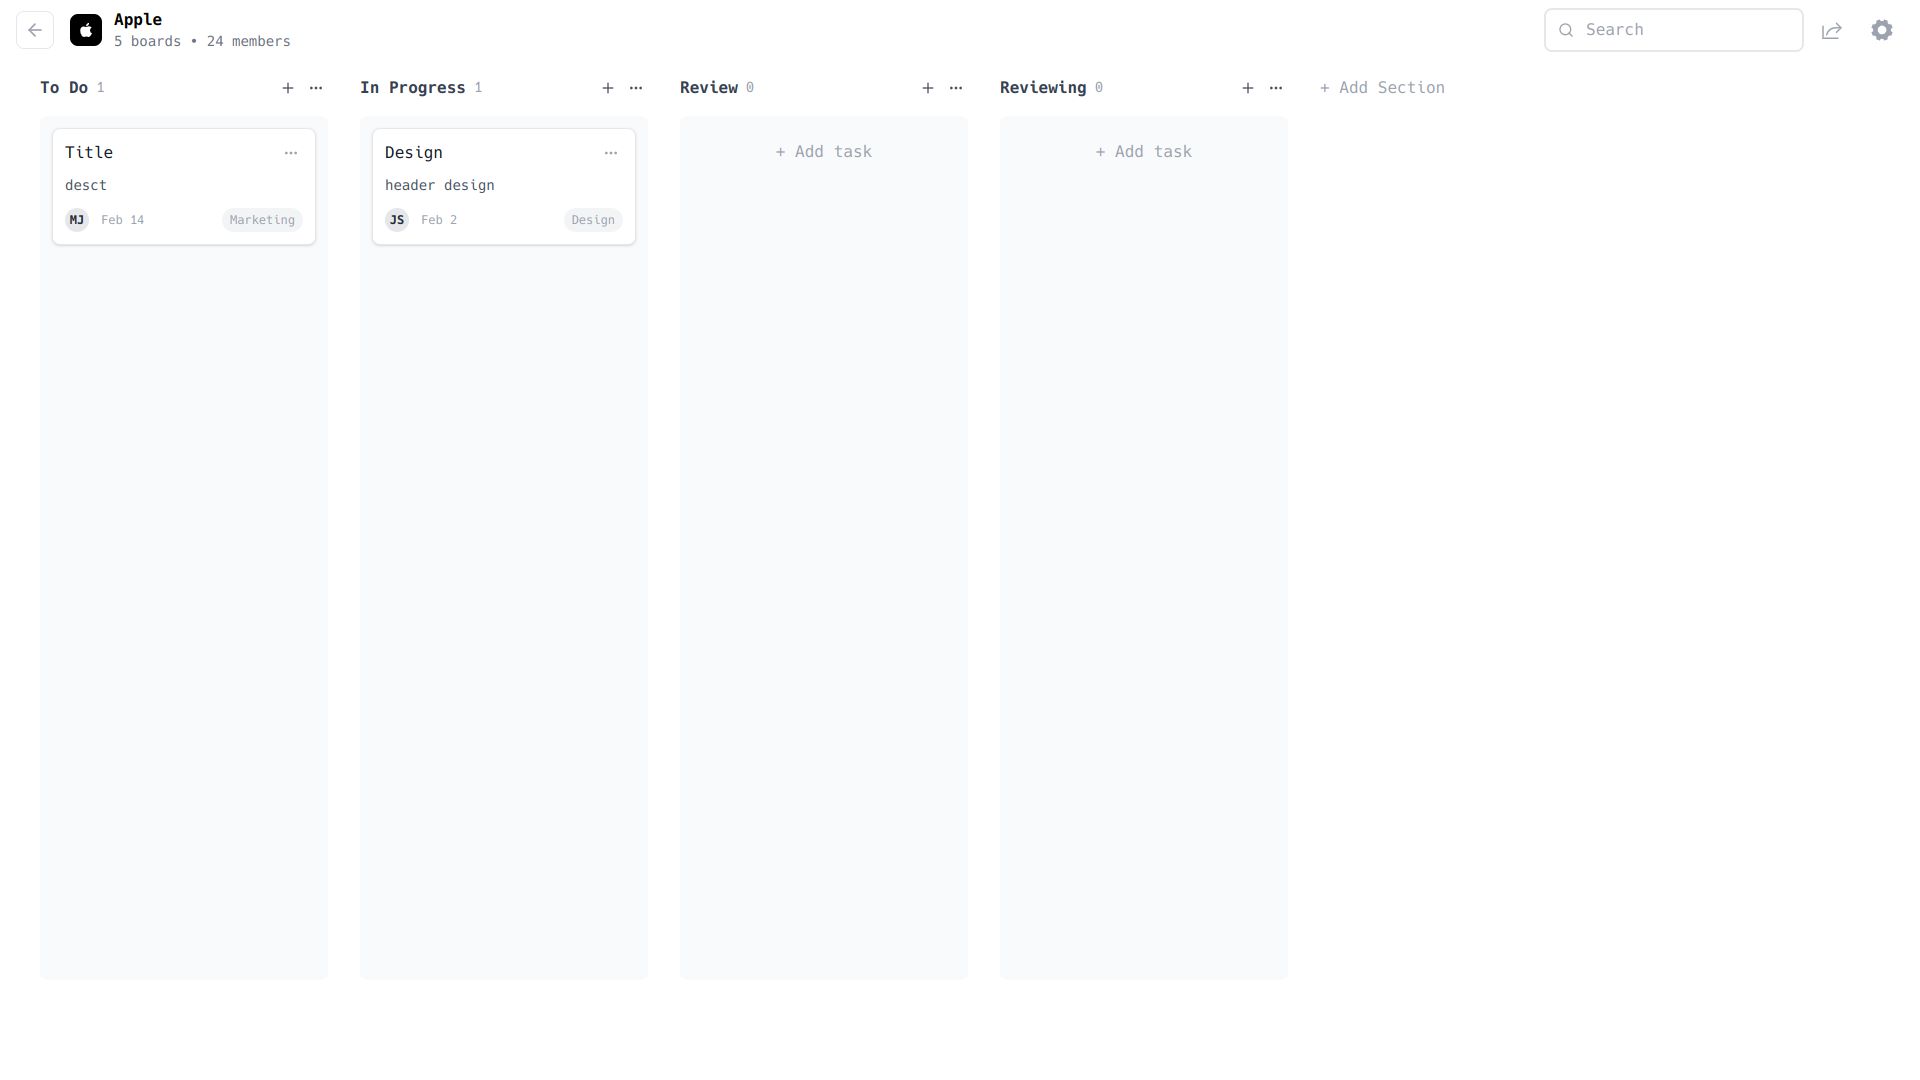 Apple
5 boards • 24 members
Search
To Do 1
In Progress 1
Review 0
Reviewing 0
+ Add Section
Title
desct
MJ Feb 14 Marketing
Design
header design
JS Feb 2 Design
+ Add task
+ Add task